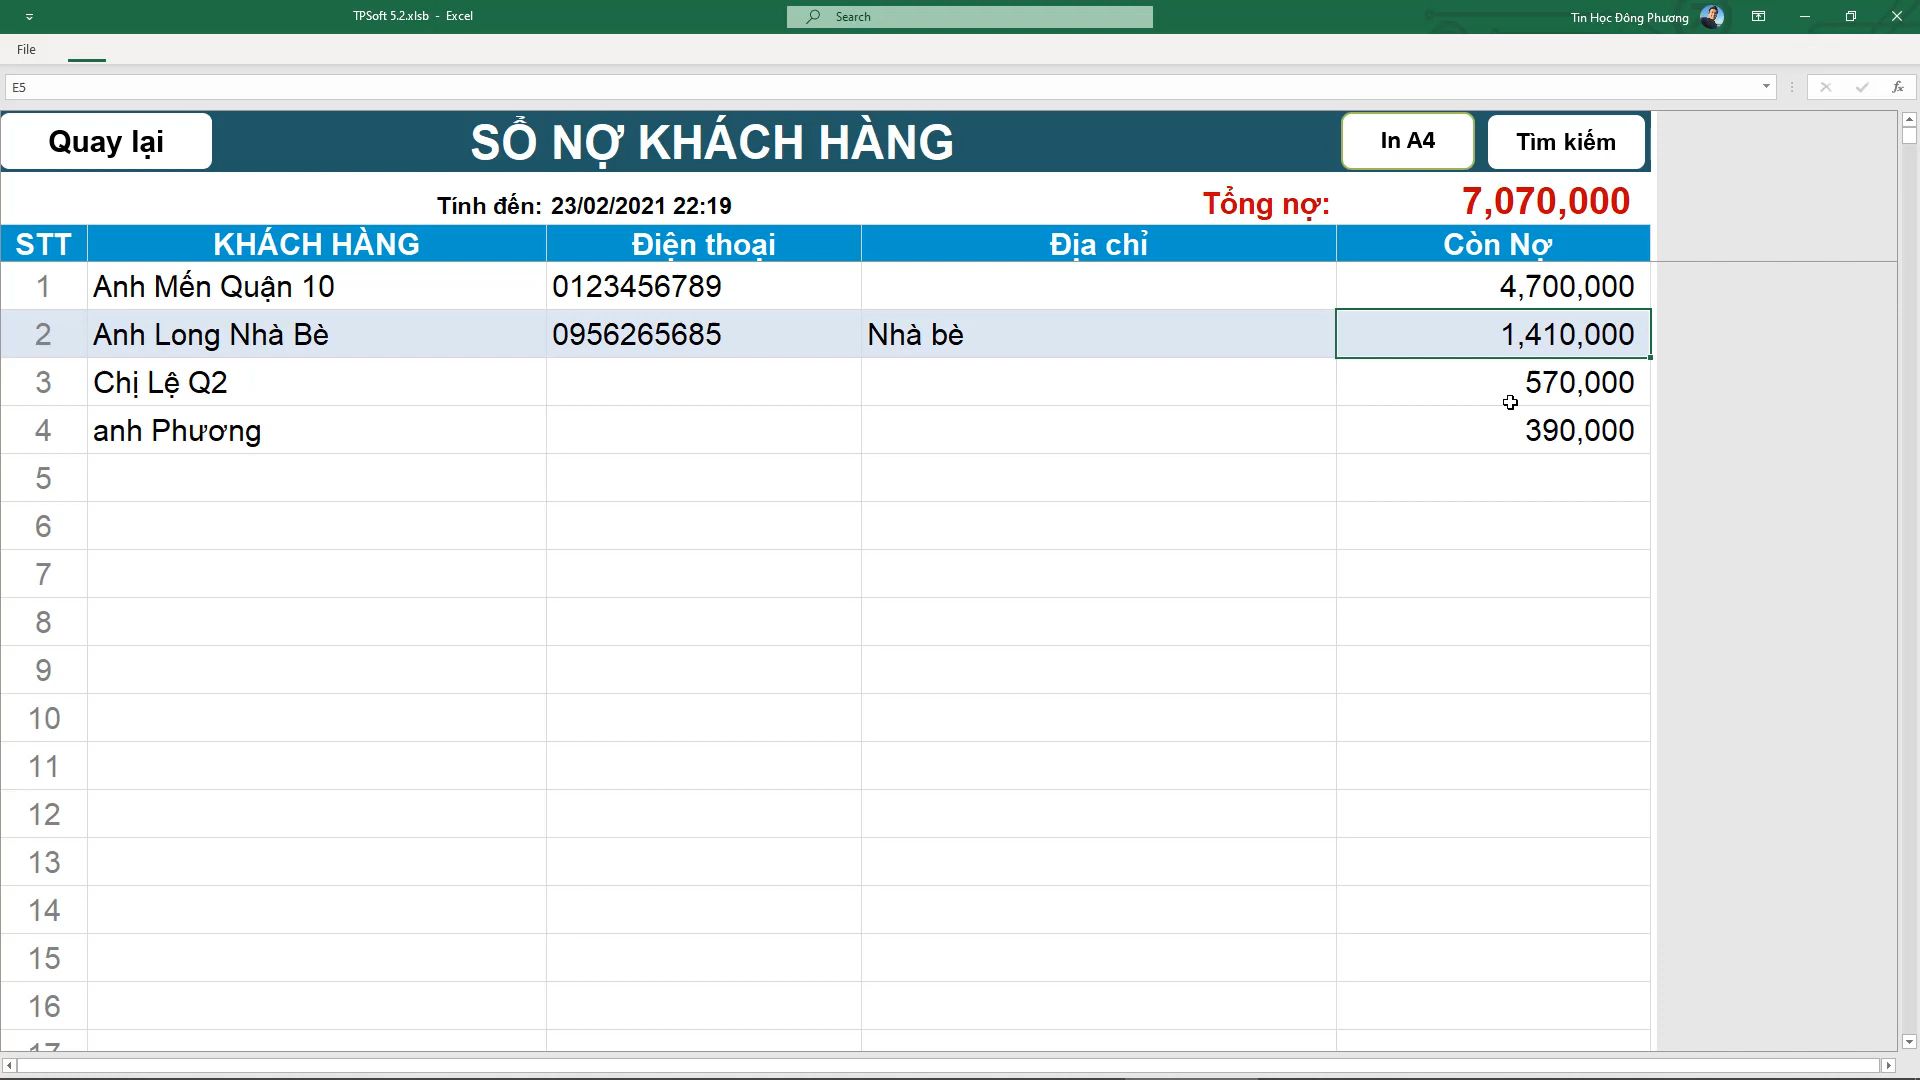 TPSoft 5.2.xlsb - Excel
Search
Tin Học Đông Phương
File
E5
fx
Quay lại
SỔ NỢ KHÁCH HÀNG
In A4
Tìm kiếm
Tính đến: 23/02/2021 22:19
Tổng nợ: 7,070,000
STT KHÁCH HÀNG Điện thoại Địa chỉ Còn Nợ
1 Anh Mến Quận 10 0123456789 4,700,000
2 Anh Long Nhà Bè 0956265685 Nhà bè 1,410,000
3 Chị Lệ Q2 570,000
4 anh Phương 390,000
5
6
7
8
9
10
11
12
13
14
15
16
17